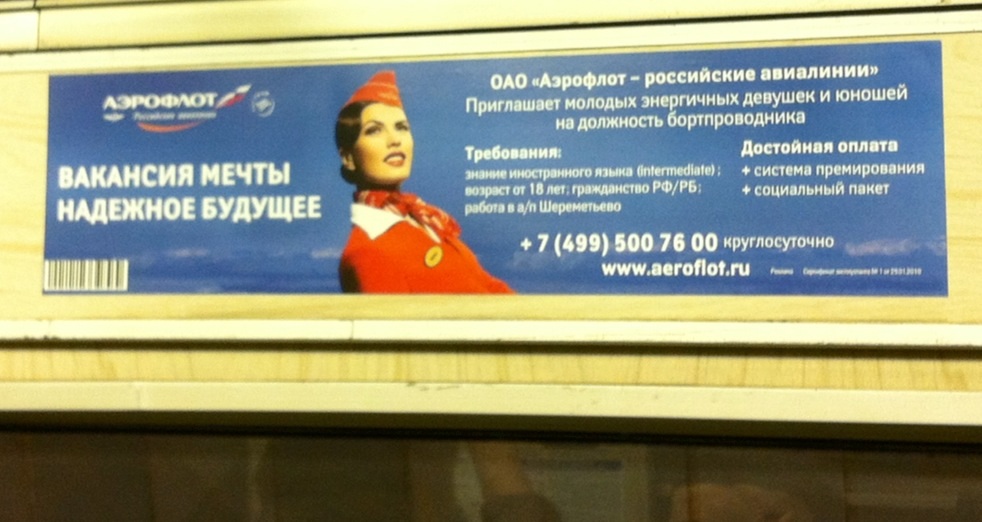 АЭРОФЛОТ
Российские авиалинии
ВАКАНСИЯ МЕЧТЫ
НАДЕЖНОЕ БУДУЩЕЕ
ОАО «Аэрофлот – российские авиалинии»
Приглашает молодых энергичных девушек и юношей
на должность бортпроводника
Требования:
знание иностранного языка (intermediate) ;
возраст от 18 лет; гражданство РФ/РБ;
работа в а/п Шереметьево
Достойная оплата
+ система премирования
+ социальный пакет
+ 7 (499) 500 76 00 круглосуточно
www.aeroflot.ru
Реклама